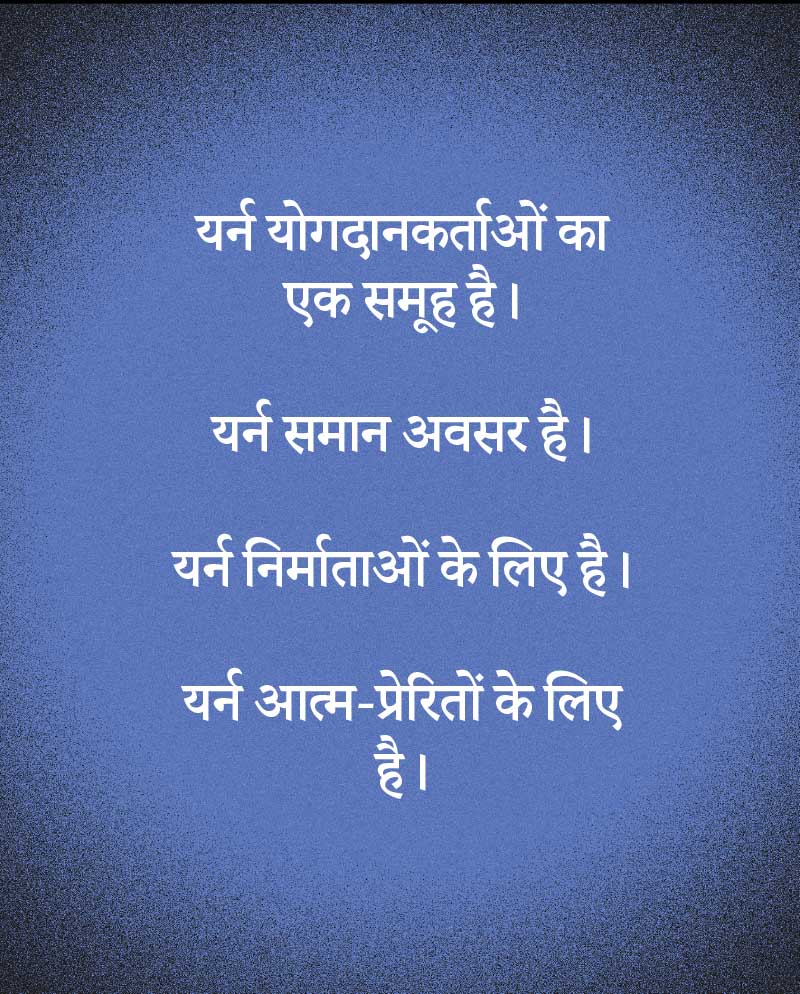 यर्न योगदानकर्ताओं का
एक समूह है।
यर्न समान अवसर है।
यर्न निर्माताओं के लिए है।
यर्न आत्म-प्रेरितों के लिए
है।